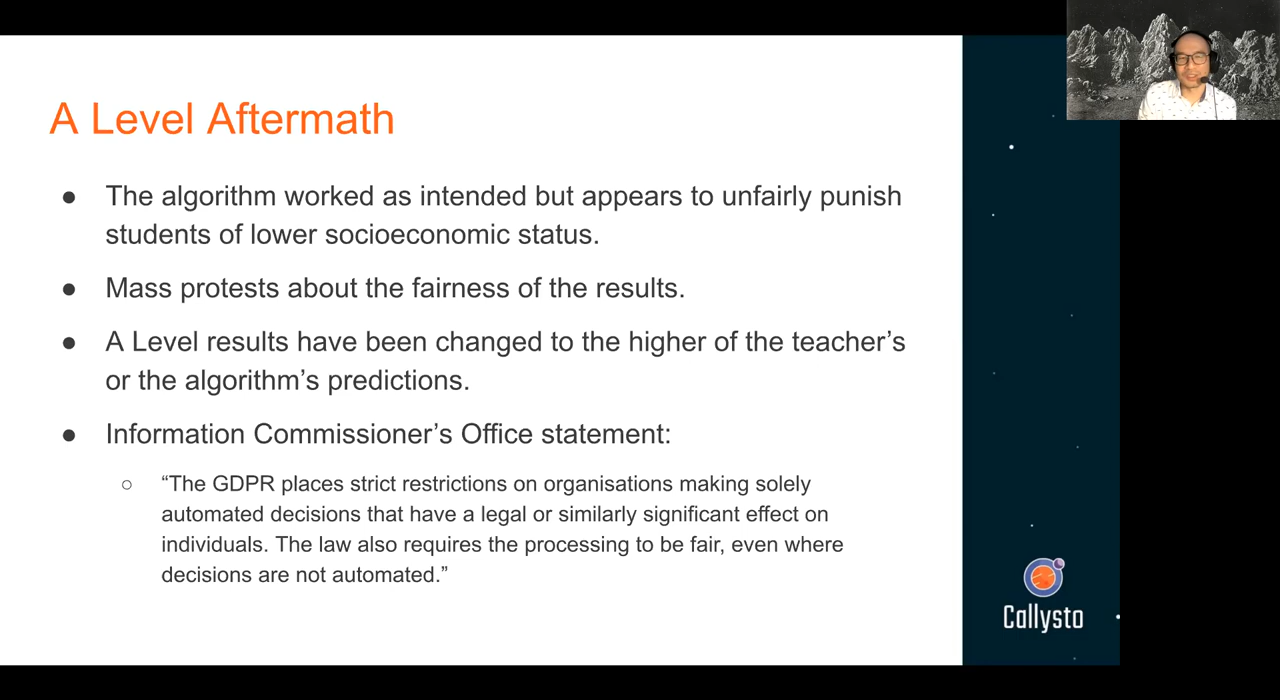 A Level Aftermath
● The algorithm worked as intended but appears to unfairly punish
students of lower socioeconomic status.
● Mass protests about the fairness of the results.
● A Level results have been changed to the higher of the teacher’s
or the algorithm’s predictions.
● Information Commissioner’s Office statement:
○ “The GDPR places strict restrictions on organisations making solely
automated decisions that have a legal or similarly significant effect on
individuals. The law also requires the processing to be fair, even where
decisions are not automated.”
Callysto